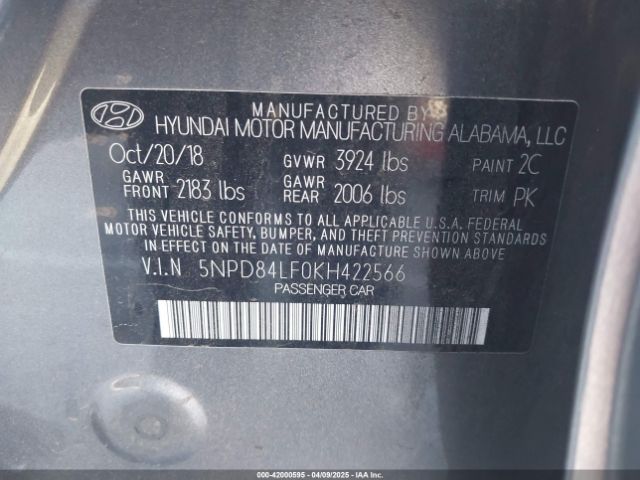 MANUFACTURED BY
HYUNDAI MOTOR MANUFACTURING ALABAMA, LLC
Oct/20/18 GVWR 3924 lbs PAINT 2C
GAWR FRONT 2183 lbs GAWR REAR 2006 lbs TRIM PK
THIS VEHICLE CONFORMS TO ALL APPLICABLE U.S.A. FEDERAL
MOTOR VEHICLE SAFETY, BUMPER, AND THEFT PREVENTION STANDARDS
IN EFFECT ON THE DATE OF MANUFACTURE SHOWN ABOVE.
V.I.N 5NPD84LF0KH422566
PASSENGER CAR
000-42000595 - 04/09/2025 - IAAI.COM